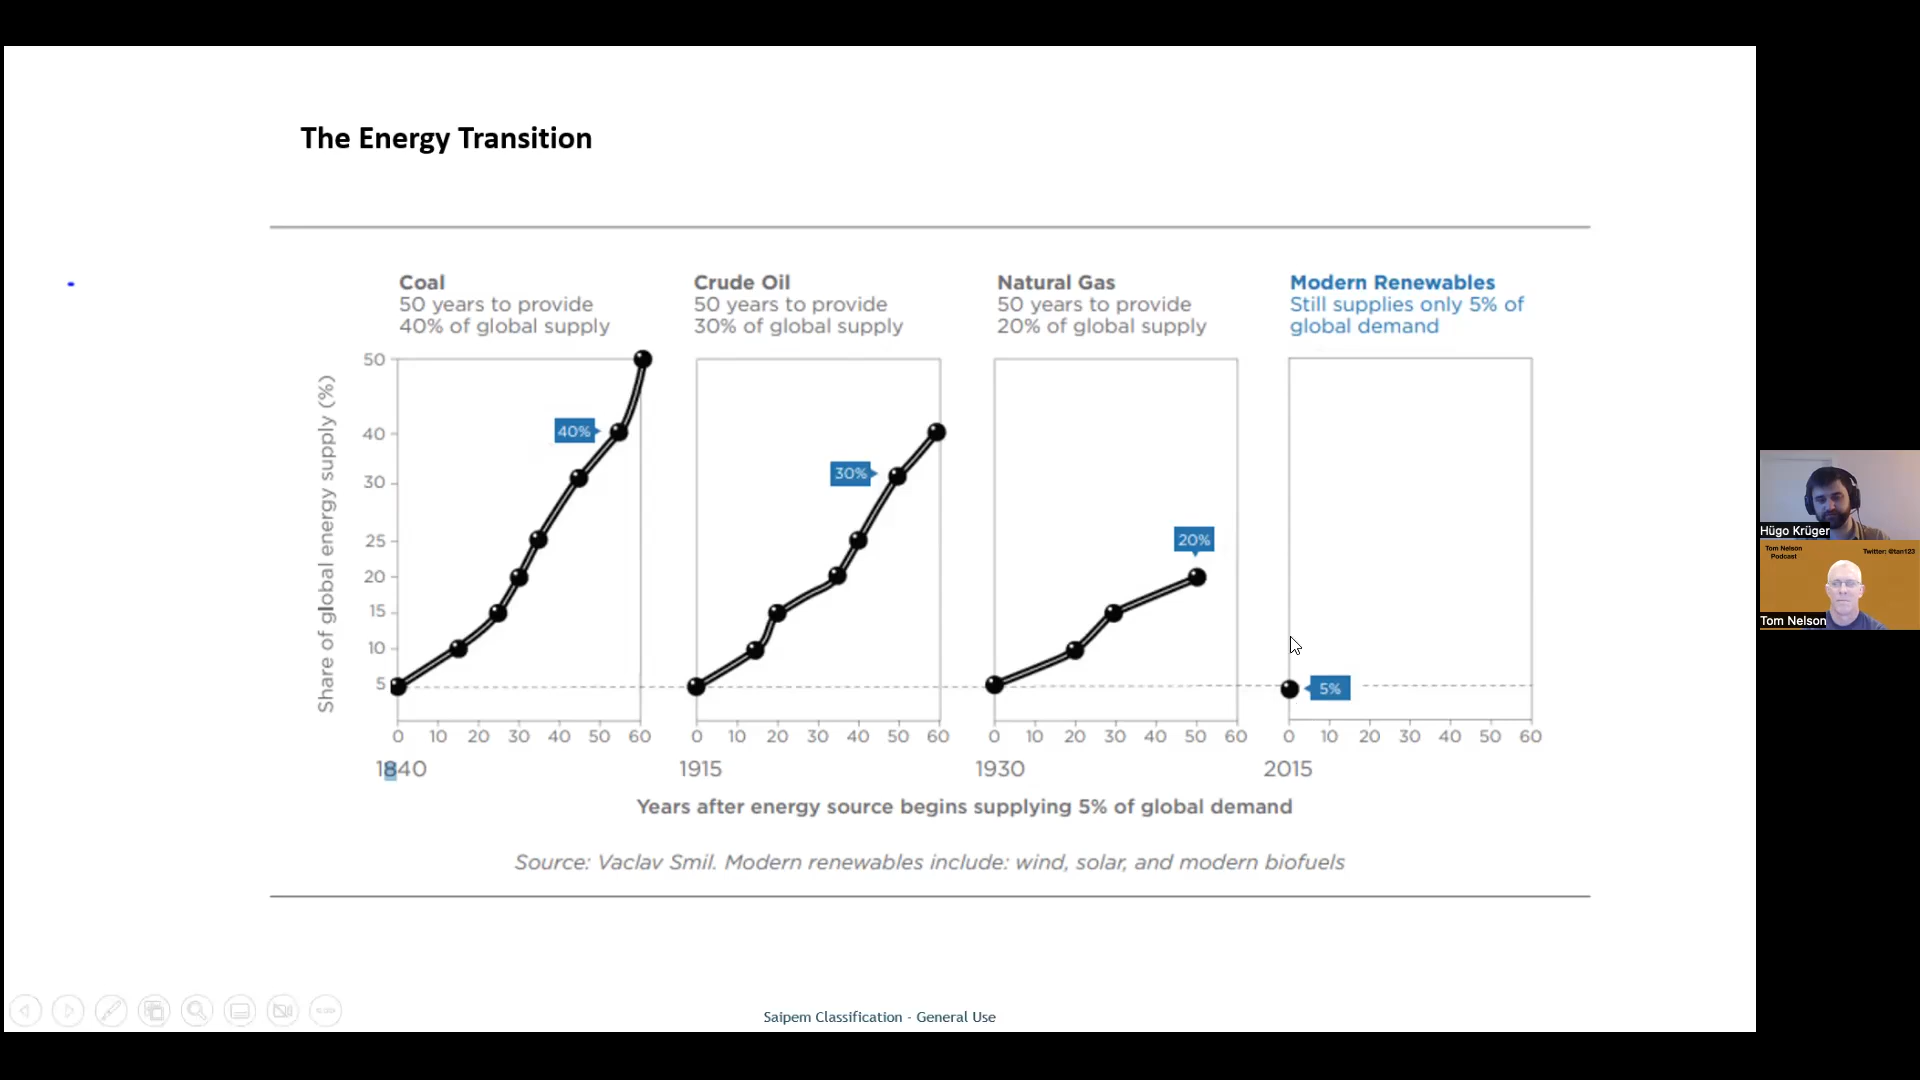 The Energy Transition
Coal
50 years to provide
40% of global supply
Crude Oil
50 years to provide
30% of global supply
Natural Gas
50 years to provide
20% of global supply
Modern Renewables
Still supplies only 5% of
global demand
Share of global energy supply (%)
50
40
30
25
20
15
10
5
40%
30%
20%
5%
0 10 20 30 40 50 60
0 10 20 30 40 50 60
0 10 20 30 40 50 60
0 10 20 30 40 50 60
1840
1915
1930
2015
Years after energy source begins supplying 5% of global demand
Source: Vaclav Smil. Modern renewables include: wind, solar, and modern biofuels
Saipem Classification - General Use
Hügo Krüger
Tom Nelson
Podcast
Twitter: @tan123
Tom Nelson